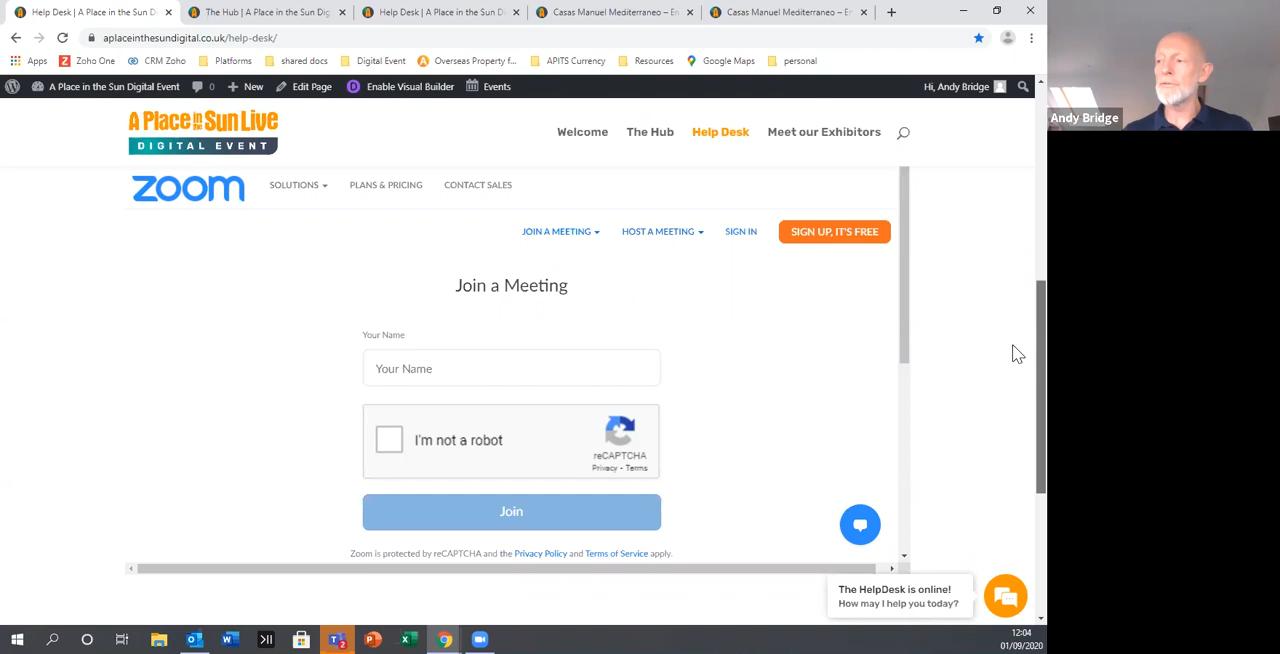 Help Desk | A Place in the Sun D
The Hub | A Place in the Sun Dig
Help Desk | A Place in the Sun D
Casas Manuel Mediterraneo – En
Casas Manuel Mediterraneo – En
aplaceinthesundigital.co.uk/help-desk/
Apps
Zoho One
CRM Zoho
Platforms
shared docs
Digital Event
Overseas Property f...
APITS Currency
Resources
Google Maps
personal
A Place in the Sun Digital Event
0
New
Edit Page
Enable Visual Builder
Events
Hi, Andy Bridge
Andy Bridge
A Place in the Sun Live
DIGITAL EVENT
Welcome
The Hub
Help Desk
Meet our Exhibitors
zoom
SOLUTIONS
PLANS & PRICING
CONTACT SALES
JOIN A MEETING
HOST A MEETING
SIGN IN
SIGN UP, IT'S FREE
Join a Meeting
Your Name
Your Name
I'm not a robot
reCAPTCHA
Privacy - Terms
Join
Zoom is protected by reCAPTCHA and the Privacy Policy and Terms of Service apply.
The HelpDesk is online!
How may I help you today?
12:04
01/09/2020